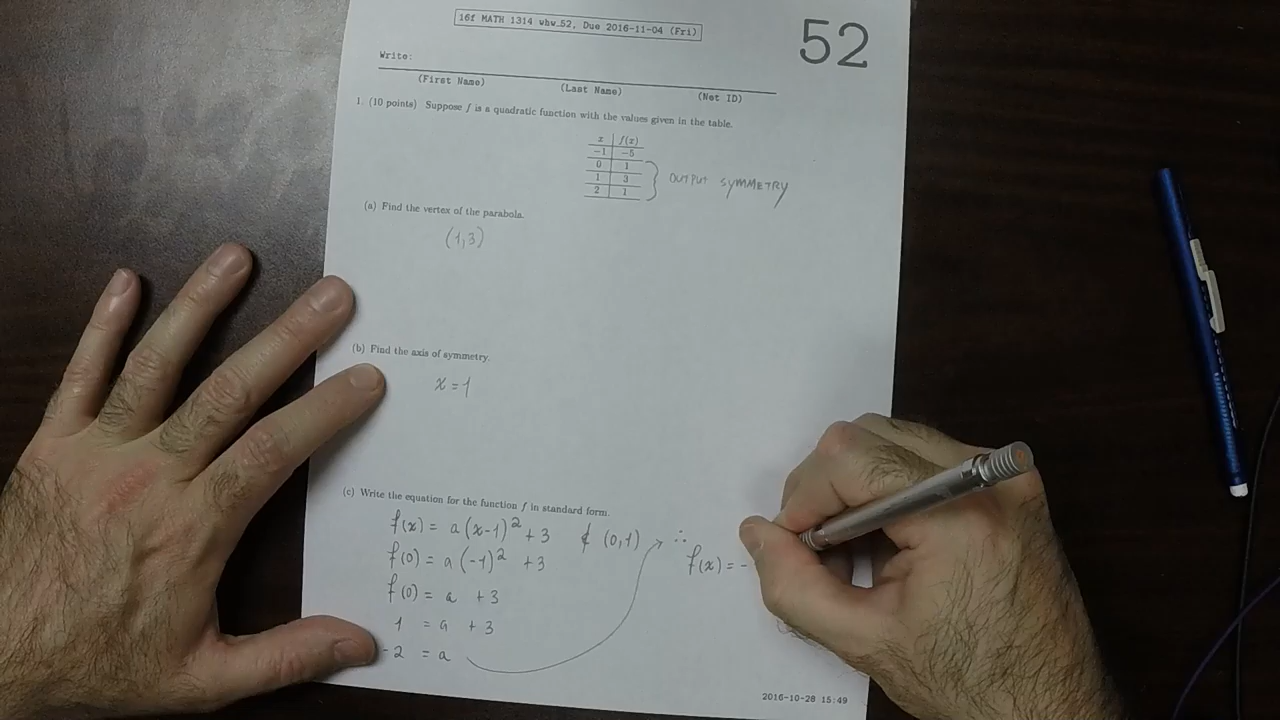 16f MATH 1314 whw_52, Due 2016-11-04 (Fri)
52
Write:
(First Name) (Last Name) (Net ID)
1. (10 points) Suppose f is a quadratic function with the values given in the table.
x f(x)
-1 -5
0 1
1 3
2 1
OUTPUT SYMMETRY
(a) Find the vertex of the parabola.
(1,3)
(b) Find the axis of symmetry.
x = 1
(c) Write the equation for the function f in standard form.
f(x) = a(x-1)² + 3 & (0,1)
f(0) = a(-1)² + 3
f(0) = a + 3
1 = a + 3
-2 = a
∴
f(x) = -
2016-10-28 15:49